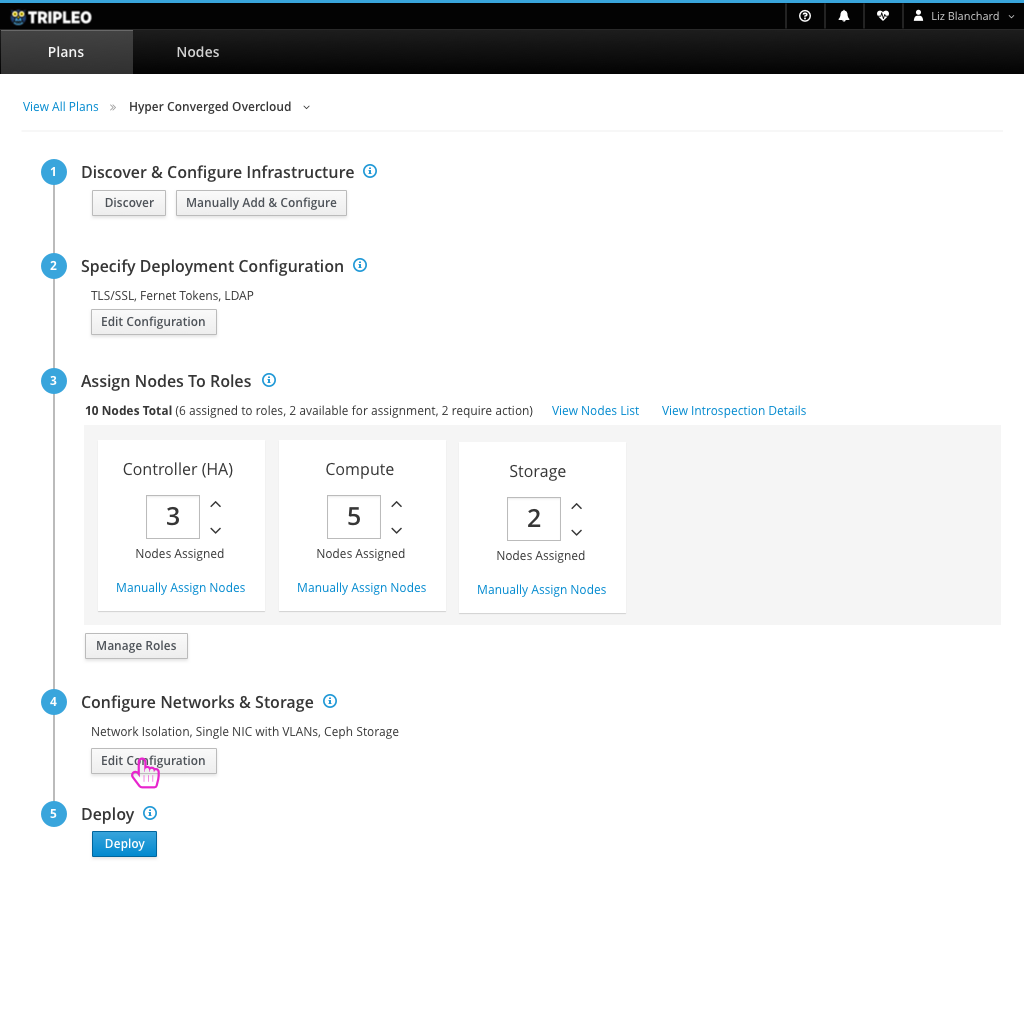 TRIPLEO
Liz Blanchard
Plans Nodes
View All Plans » Hyper Converged Overcloud
1 Discover & Configure Infrastructure
Discover Manually Add & Configure
2 Specify Deployment Configuration
TLS/SSL, Fernet Tokens, LDAP
Edit Configuration
3 Assign Nodes To Roles
10 Nodes Total (6 assigned to roles, 2 available for assignment, 2 require action) View Nodes List View Introspection Details
Controller (HA)
3
Nodes Assigned
Manually Assign Nodes
Compute
5
Nodes Assigned
Manually Assign Nodes
Storage
2
Nodes Assigned
Manually Assign Nodes
Manage Roles
4 Configure Networks & Storage
Network Isolation, Single NIC with VLANs, Ceph Storage
Edit Configuration
5 Deploy
Deploy